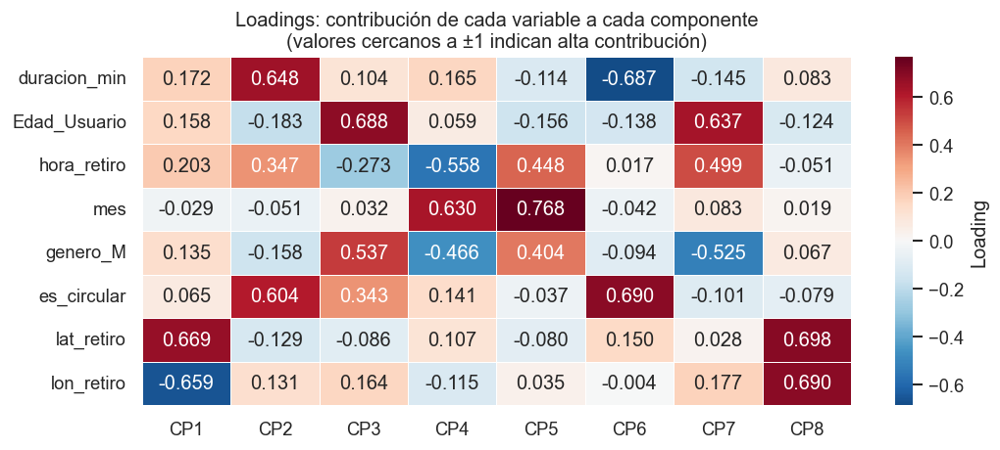 Loadings: contribución de cada variable a cada componente
(valores cercanos a ±1 indican alta contribución)
duracion_min 0.172 0.648 0.104 0.165 -0.114 -0.687 -0.145 0.083
Edad_Usuario 0.158 -0.183 0.688 0.059 -0.156 -0.138 0.637 -0.124
hora_retiro 0.203 0.347 -0.273 -0.558 0.448 0.017 0.499 -0.051
mes -0.029 -0.051 0.032 0.630 0.768 -0.042 0.083 0.019
genero_M 0.135 -0.158 0.537 -0.466 0.404 -0.094 -0.525 0.067
es_circular 0.065 0.604 0.343 0.141 -0.037 0.690 -0.101 -0.079
lat_retiro 0.669 -0.129 -0.086 0.107 -0.080 0.150 0.028 0.698
lon_retiro -0.659 0.131 0.164 -0.115 0.035 -0.004 0.177 0.690
CP1 CP2 CP3 CP4 CP5 CP6 CP7 CP8
0.6
0.4
0.2
0.0
−0.2
−0.4
−0.6
Loading